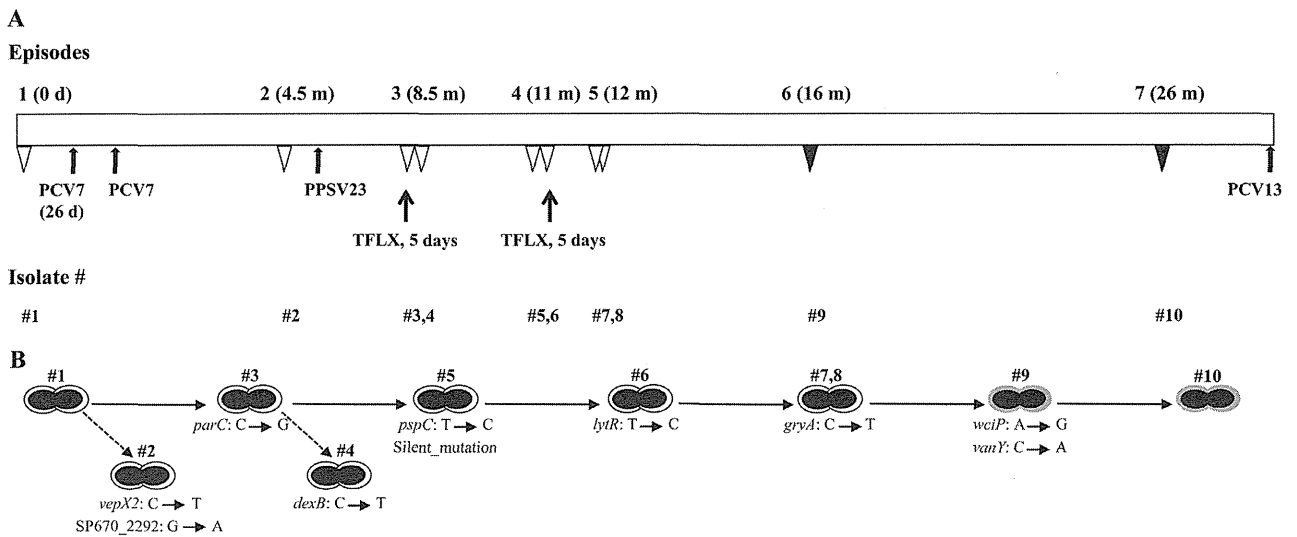 A
Episodes
1 (0 d) 2 (4.5 m) 3 (8.5 m) 4 (11 m) 5 (12 m) 6 (16 m) 7 (26 m)
PCV7 PCV7 PPSV23 PCV13
(26 d)
TFLX, 5 days TFLX, 5 days
Isolate #
#1 #2 #3,4 #5,6 #7,8 #9 #10
B
#1 #3 #5 #6 #7,8 #9 #10
parC: C → G pspC: T → C lytR: T → C gryA: C → T wciP: A → G
Silent_mutation vanY: C → A
#2 #4
vepX2: C → T dexB: C → T
SP670_2292: G → A